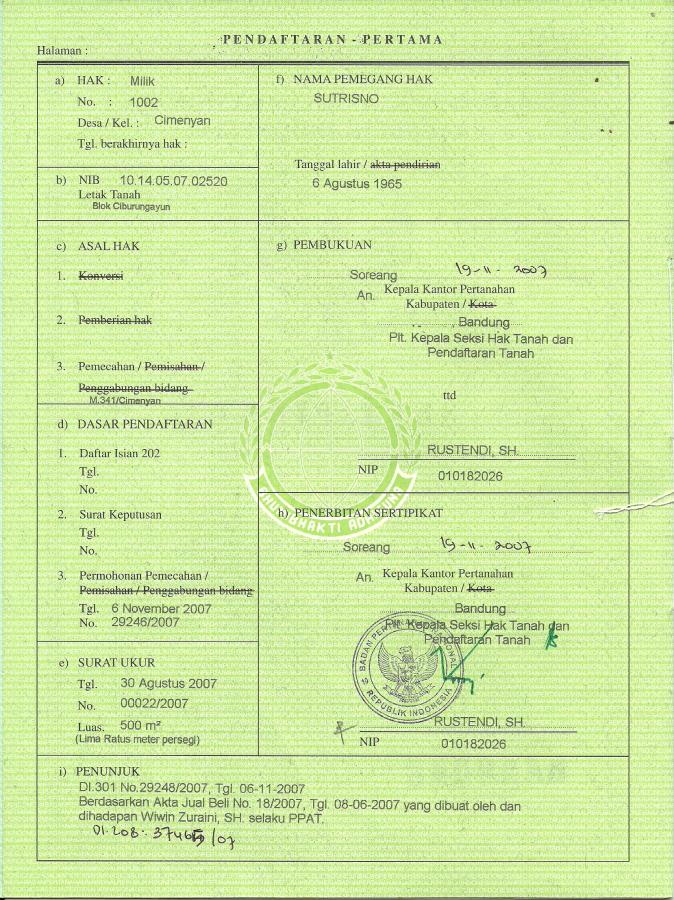 PENDAFTARAN - PERTAMA
Halaman :
a) HAK : Milik
No. : 1002
Desa / Kel. : Cimenyan
Tgl. berakhirnya hak :
b) NIB 10.14.05.07.02520
Letak Tanah
Blok Ciburungayun
c) ASAL HAK
1. Konversi
2. Pemberian hak
3. Pemecahan / Pemisahan /
Penggabungan bidang
M.341/Cimenyan
d) DASAR PENDAFTARAN
1. Daftar Isian 202
Tgl.
No.
2. Surat Keputusan
Tgl.
No.
3. Permohonan Pemecahan /
Pemisahan / Penggabungan bidang
Tgl. 6 November 2007
No. 29246/2007
e) SURAT UKUR
Tgl. 30 Agustus 2007
No. 00022/2007
Luas. 500 m²
(Lima Ratus meter persegi)
f) NAMA PEMEGANG HAK
SUTRISNO
Tanggal lahir / akta pendirian
6 Agustus 1965
g) PEMBUKUAN
Soreang 19-11-2007
An. Kepala Kantor Pertanahan
Kabupaten / Kota
Bandung
Plt. Kepala Seksi Hak Tanah dan
Pendaftaran Tanah
ttd
RUSTENDI, SH.
NIP 010182026
BHUMI BHAKTI ADHIGUNA
h) PENERBITAN SERTIPIKAT
Soreang 19-11-2007
An. Kepala Kantor Pertanahan
Kabupaten / Kota
Bandung
Plt. Kepala Seksi Hak Tanah dan
Pendaftaran Tanah
BADAN PERTANAHAN NASIONAL
REPUBLIK INDONESIA
RUSTENDI, SH.
NIP 010182026
i) PENUNJUK
DI.301 No.29248/2007, Tgl. 06-11-2007
Berdasarkan Akta Jual Beli No. 18/2007, Tgl. 08-06-2007 yang dibuat oleh dan
dihadapan Wiwin Zuraini, SH. selaku PPAT.
DI.208.